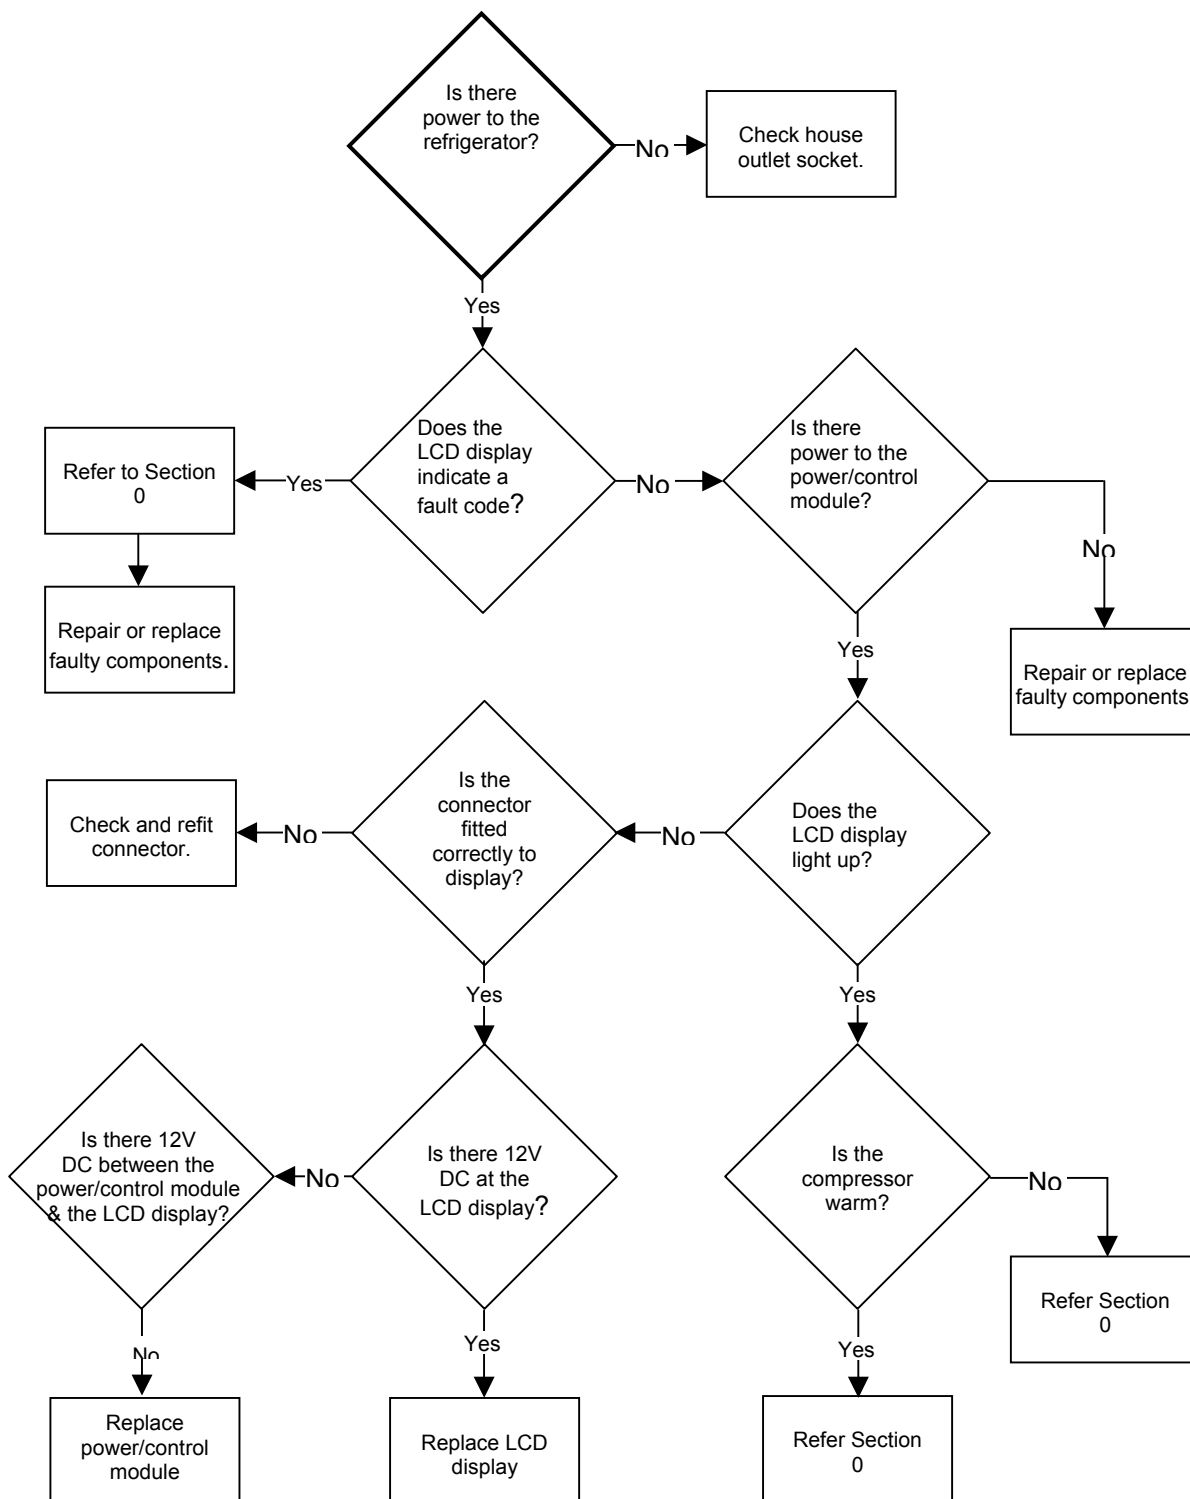 Is there
power to the
refrigerator?
No
Check house
outlet socket.
Yes
Does the
LCD display
indicate a
fault code?
Yes
Refer to Section
0
Repair or replace
faulty components.
No
Is there
power to the
power/control
module?
No
Repair or replace
faulty components
Yes
Does the
LCD display
light up?
No
Is the
connector
fitted
correctly to
display?
No
Check and refit
connector.
Yes
Is there 12V
DC at the
LCD display?
No
Is there 12V
DC between the
power/control module
& the LCD display?
No
Replace
power/control
module
Yes
Replace LCD
display
Yes
Is the
compressor
warm?
No
Refer Section
0
Yes
Refer Section
0